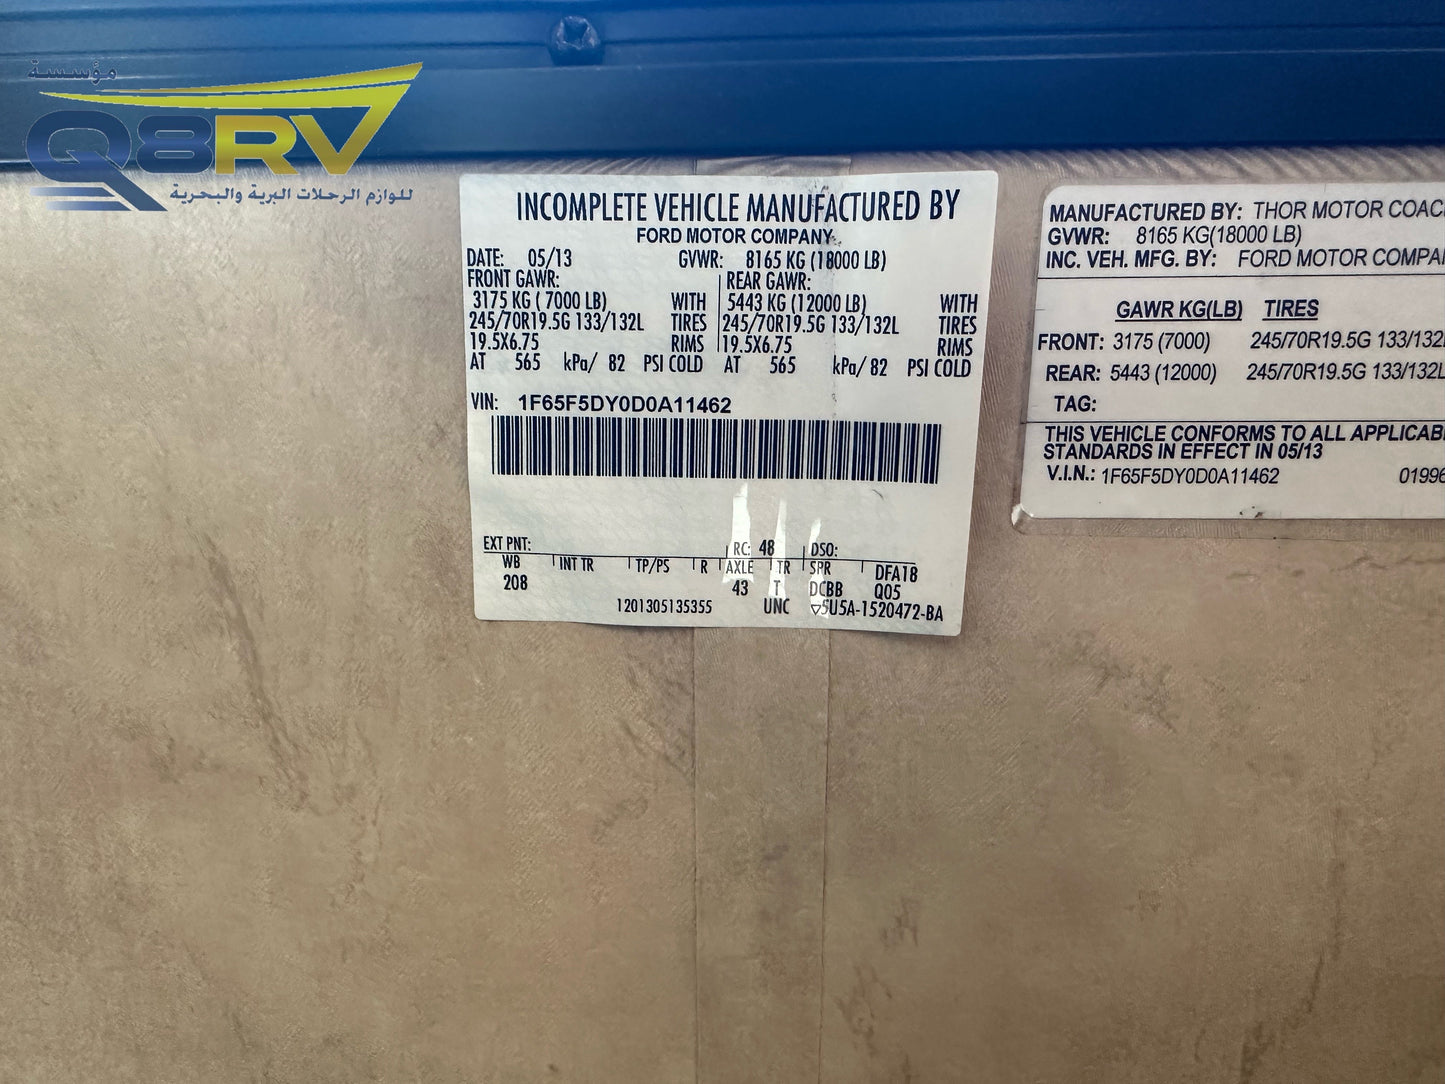 مؤسسة
Q8RV
للوازم الرحلات البرية والبحرية
INCOMPLETE VEHICLE MANUFACTURED BY
FORD MOTOR COMPANY
DATE: 05/13 GVWR: 8165 KG (18000 LB)
FRONT GAWR: REAR GAWR:
3175 KG ( 7000 LB) WITH 5443 KG (12000 LB) WITH
245/70R19.5G 133/132L TIRES 245/70R19.5G 133/132L TIRES
19.5X6.75 RIMS 19.5X6.75 RIMS
AT 565 kPa/ 82 PSI COLD AT 565 kPa/ 82 PSI COLD
VIN: 1F65F5DY0D0A11462
EXT PNT: RC: 48 DSO:
WB INT TR TP/PS R AXLE TR SPR DFA18
208 43 T DCBB Q05
1201305135355 UNC ▽5U5A-1520472-BA
MANUFACTURED BY: THOR MOTOR COAC
GVWR: 8165 KG(18000 LB)
INC. VEH. MFG. BY: FORD MOTOR COMPA
GAWR KG(LB) TIRES
FRONT: 3175 (7000) 245/70R19.5G 133/132
REAR: 5443 (12000) 245/70R19.5G 133/132
TAG:
THIS VEHICLE CONFORMS TO ALL APPLICAB
STANDARDS IN EFFECT IN 05/13
V.I.N.: 1F65F5DY0D0A11462 01996